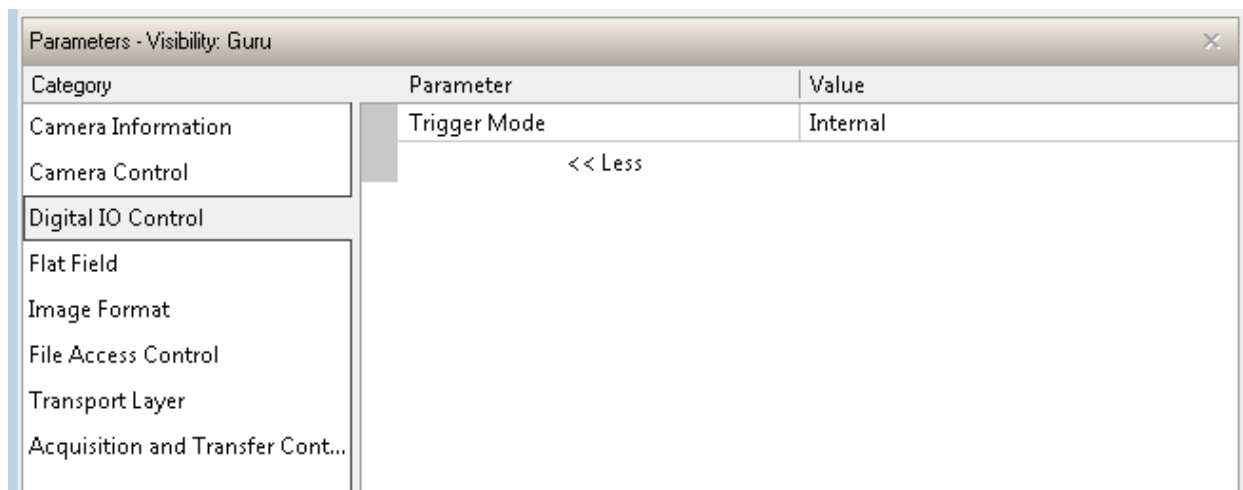 Parameters - Visibility: Guru
Category Parameter Value
Camera Information Trigger Mode Internal
<< Less
Camera Control
Digital IO Control
Flat Field
Image Format
File Access Control
Transport Layer
Acquisition and Transfer Cont...